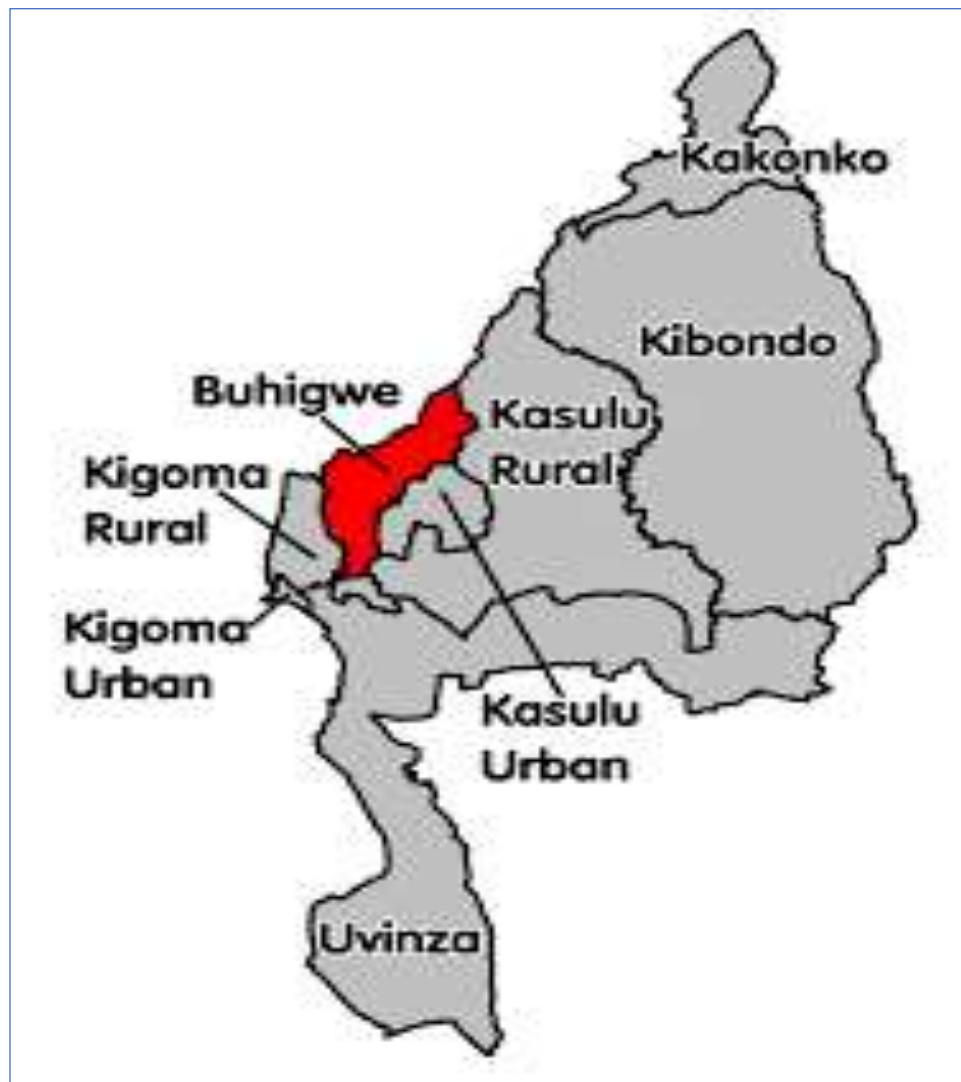 Kakonko
Kibondo
Buhigwe
Kasulu
Rural
Kigoma
Rural
Kigoma
Urban
Kasulu
Urban
Uvinza